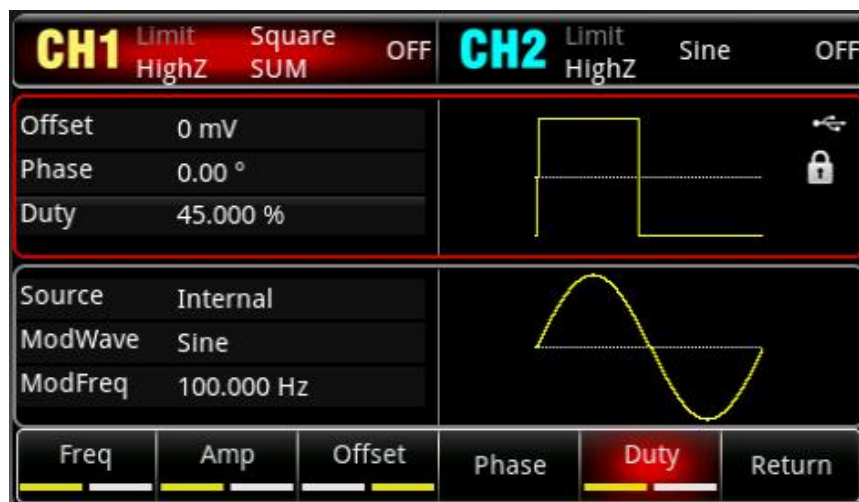 CH1 Limit Square OFF
HighZ SUM
CH2 Limit Sine OFF
HighZ
Offset 0 mV
Phase 0.00 °
Duty 45.000 %
Source Internal
ModWave Sine
ModFreq 100.000 Hz
Freq Amp Offset Phase Duty Return